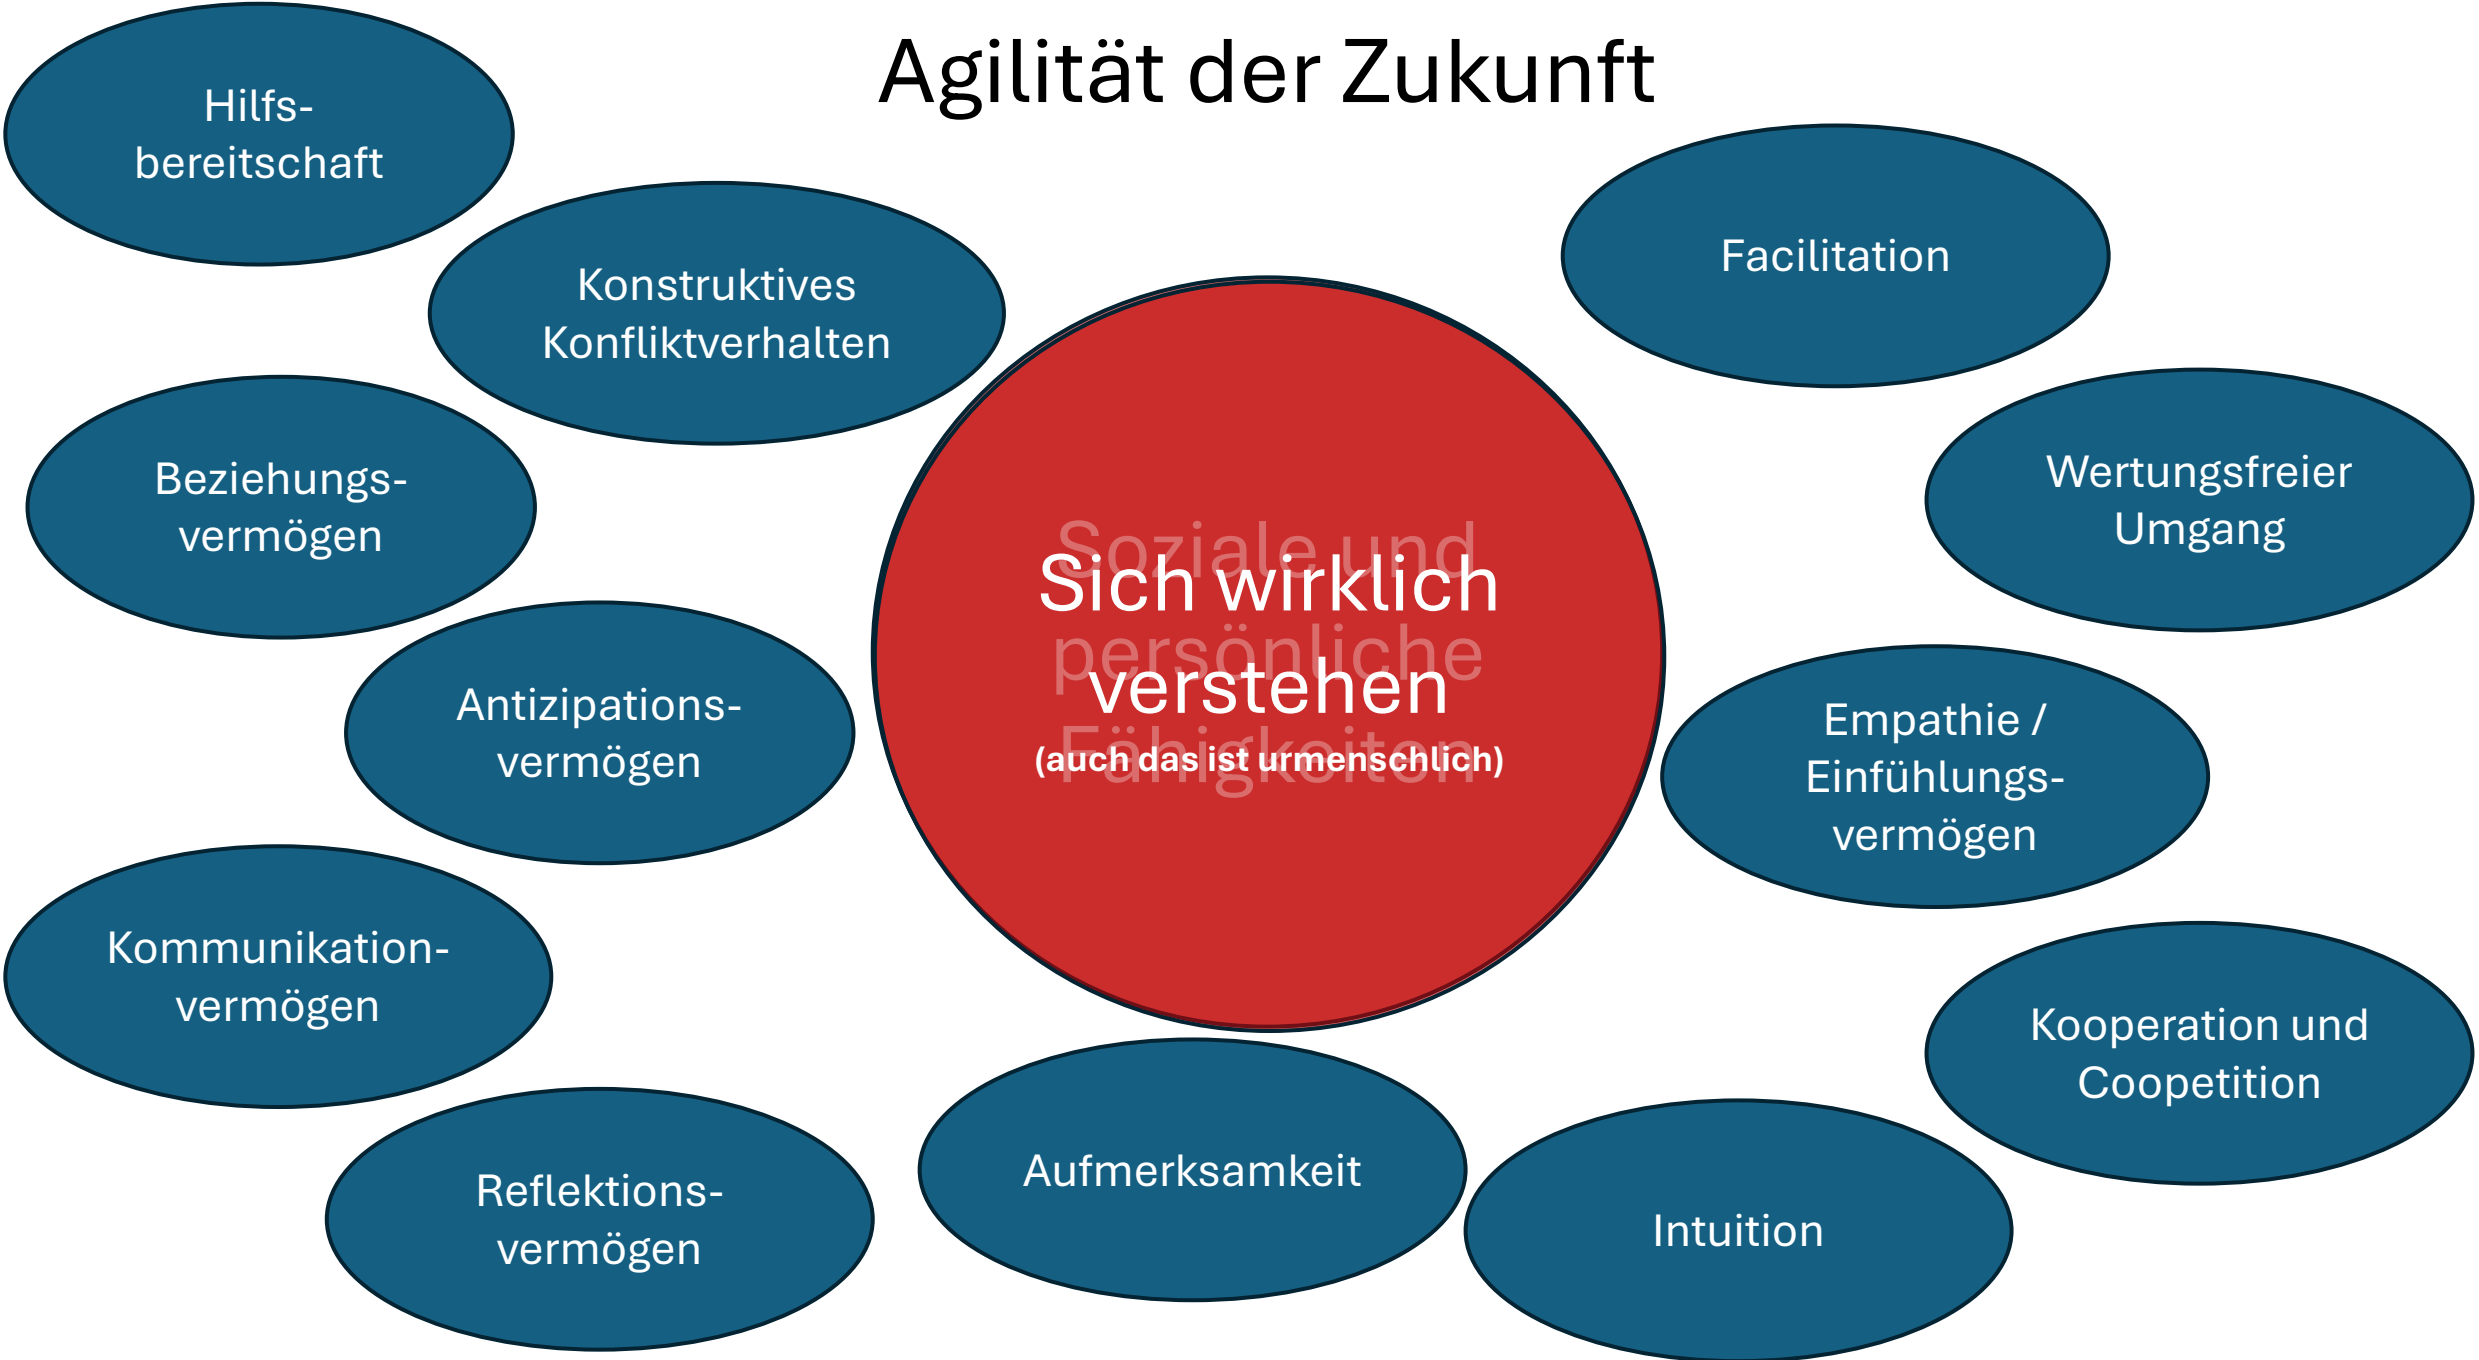 Agilität der Zukunft
Hilfs-
bereitschaft
Konstruktives
Konfliktverhalten
Facilitation
Beziehungs-
vermögen
Wertungsfreier
Umgang
Soziale und
persönliche
Fähigkeiten
Sich wirklich
verstehen
(auch das ist urmenschlich)
Antizipations-
vermögen
Empathie /
Einfühlungs-
vermögen
Kommunikation-
vermögen
Kooperation und
Coopetition
Reflektions-
vermögen
Aufmerksamkeit
Intuition